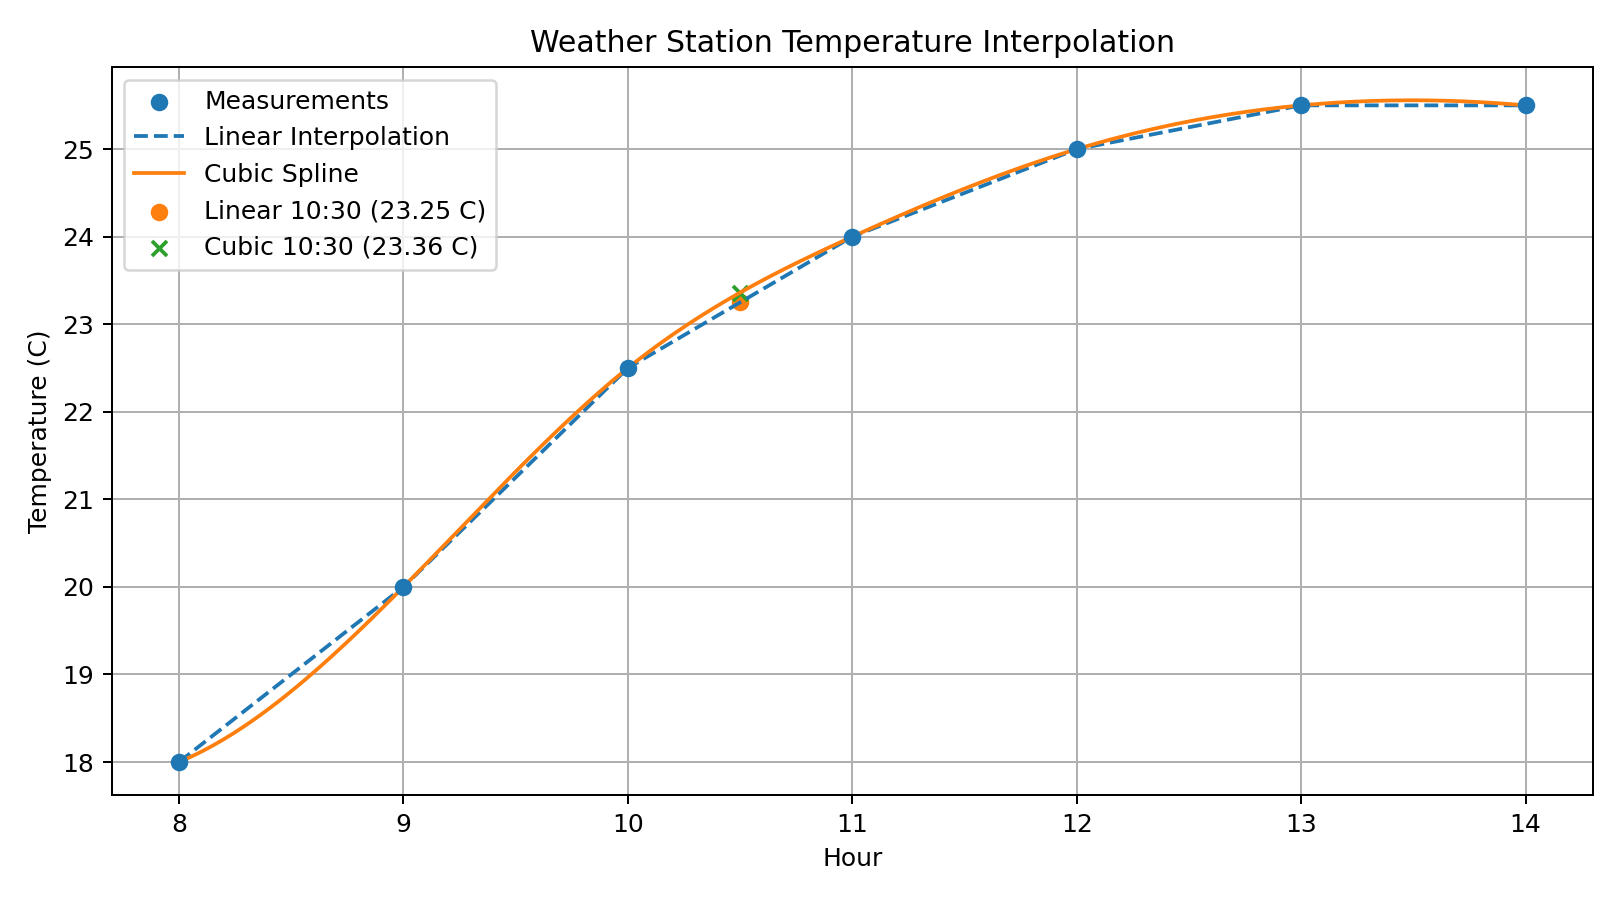 Weather Station Temperature Interpolation
Measurements
Linear Interpolation
Cubic Spline
Linear 10:30 (23.25 C)
Cubic 10:30 (23.36 C)
Temperature (C)
25
24
23
22
21
20
19
18
8 9 10 11 12 13 14
Hour